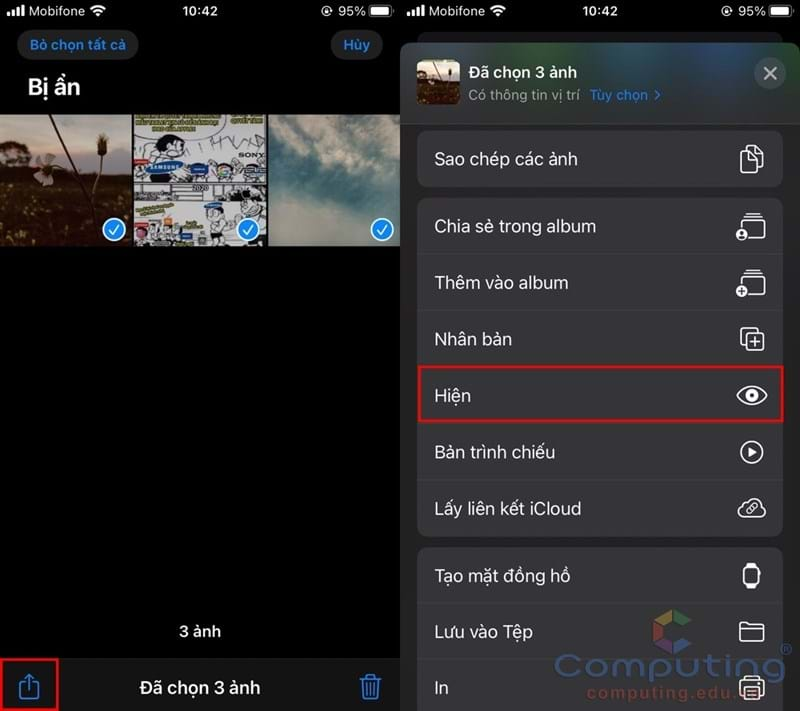 Mobifone 10:42 95%
Bỏ chọn tất cả Hủy
Bị ẩn
SONY
SAMSUNG
2020
3 ảnh
Đã chọn 3 ảnh
Mobifone 10:42 95%
Đã chọn 3 ảnh
Có thông tin vị trí Tùy chọn >
Sao chép các ảnh
Chia sẻ trong album
Thêm vào album
Nhân bản
Hiện
Bản trình chiếu
Lấy liên kết iCloud
Tạo mặt đồng hồ
Lưu vào Tệp
In
Computing®
computing.edu.vn